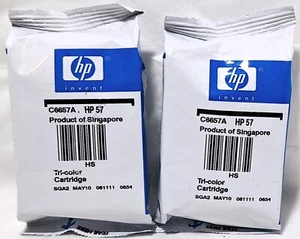 hp
invent
C6657A . HP 57
Product of Singapore
HS
Tri-color
Cartridge
SGA2 MAY10 081111 0654
hp
invent
C6657A HP 57
Product of Singapore
HS
Tri-color
Cartridge
SGA2 MAY10 081111 0654